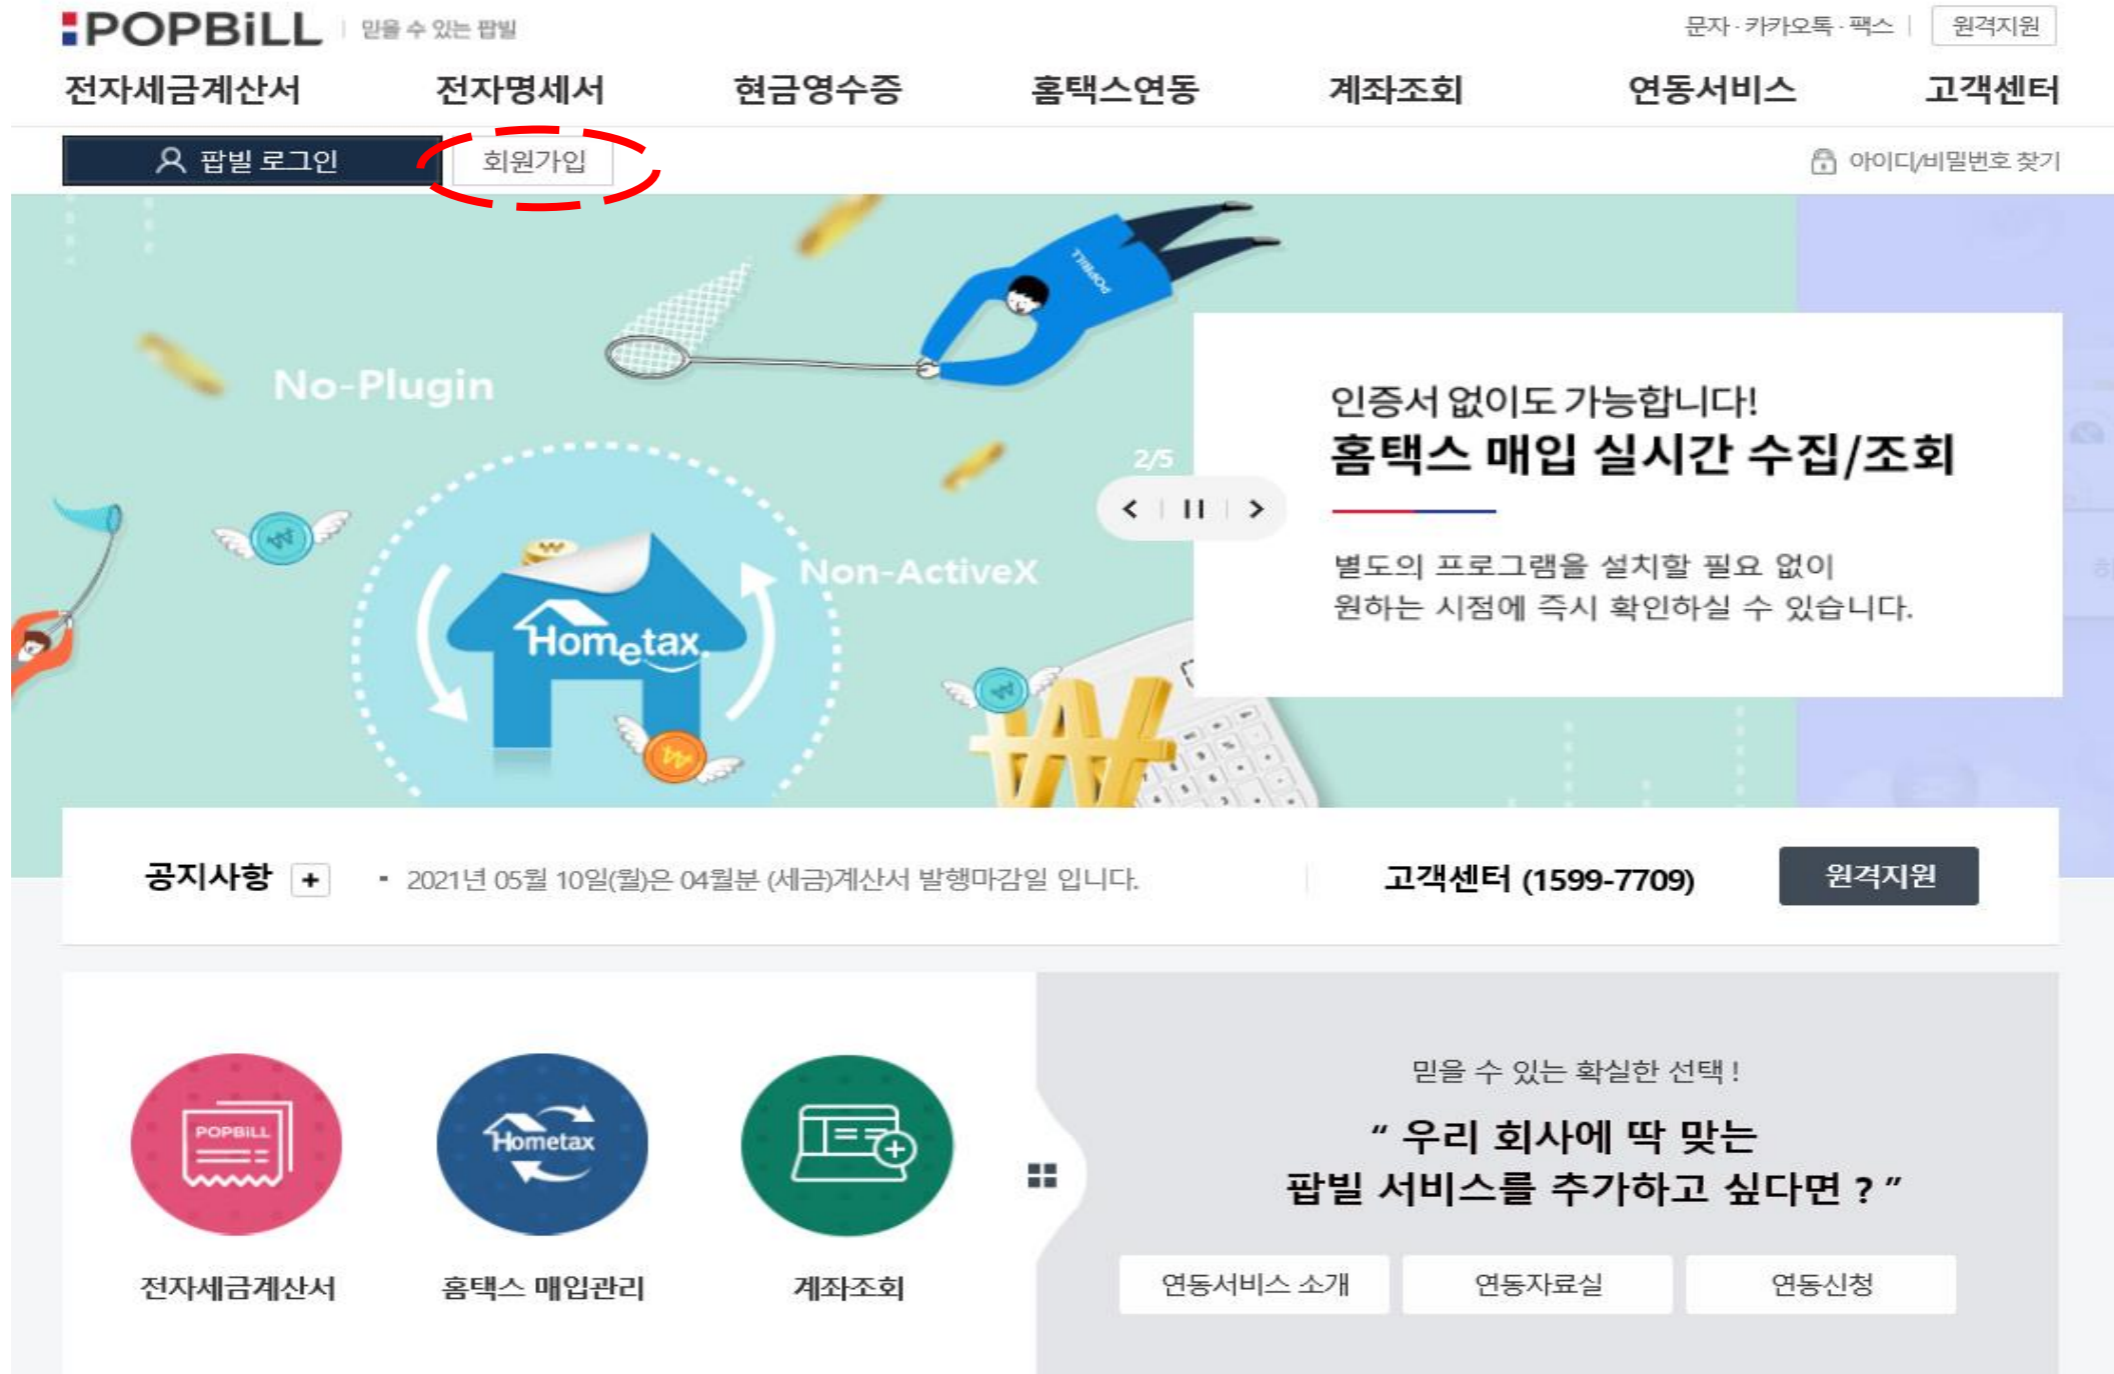 POPBiLL 믿을 수 있는 팝빌
문자 · 카카오톡 · 팩스 원격지원
전자세금계산서 전자명세서 현금영수증 홈택스연동 계좌조회 연동서비스 고객센터
팝빌 로그인 회원가입 아이디/비밀번호 찾기
POPBILL
No-Plugin
인증서 없이도 가능합니다!
홈택스 매입 실시간 수집/조회
2/5
Non-ActiveX
별도의 프로그램을 설치할 필요 없이
원하는 시점에 즉시 확인하실 수 있습니다.
Hometax.
공지사항 + ▪ 2021년 05월 10일(월)은 04월분 (세금)계산서 발행마감일 입니다. 고객센터 (1599-7709) 원격지원
믿을 수 있는 확실한 선택 !
POPBiLL
Hometax
“ 우리 회사에 딱 맞는
팝빌 서비스를 추가하고 싶다면 ? ”
전자세금계산서 홈택스 매입관리 계좌조회
연동서비스 소개 연동자료실 연동신청